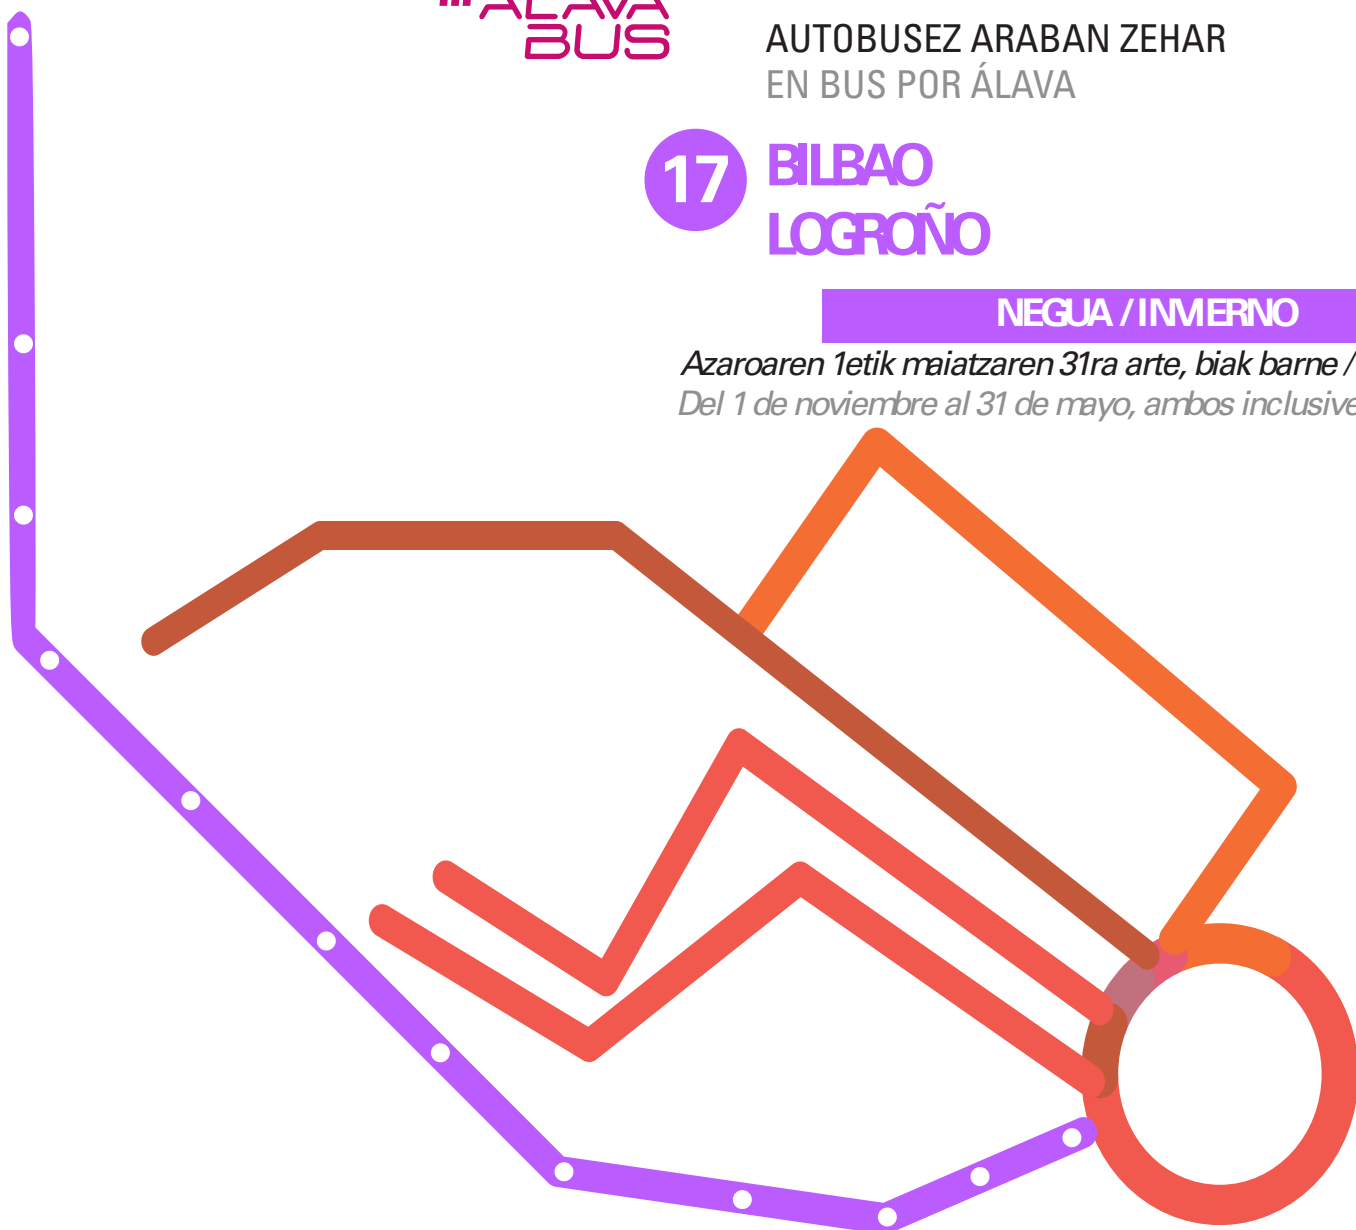 ÁLAVA
BUS
AUTOBUSEZ ARABAN ZEHAR
EN BUS POR ÁLAVA
17
BILBAO
LOGROÑO
NEGUA / INVIERNO
Azaroaren 1etik maiatzaren 31ra arte, biak barne /
Del 1 de noviembre al 31 de mayo, ambos inclusive